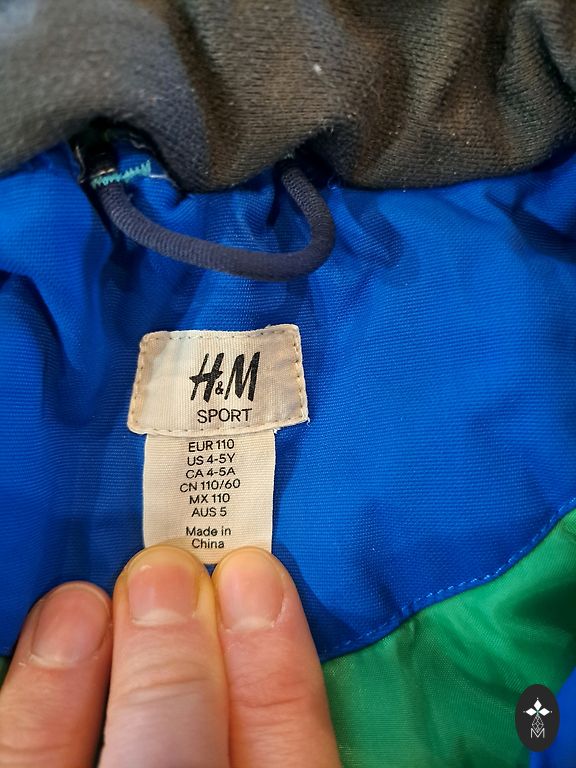 H&M
SPORT
EUR 110
US 4-5Y
CA 4-5A
CN 110/60
MX 110
AUS 5
Made in
China
M